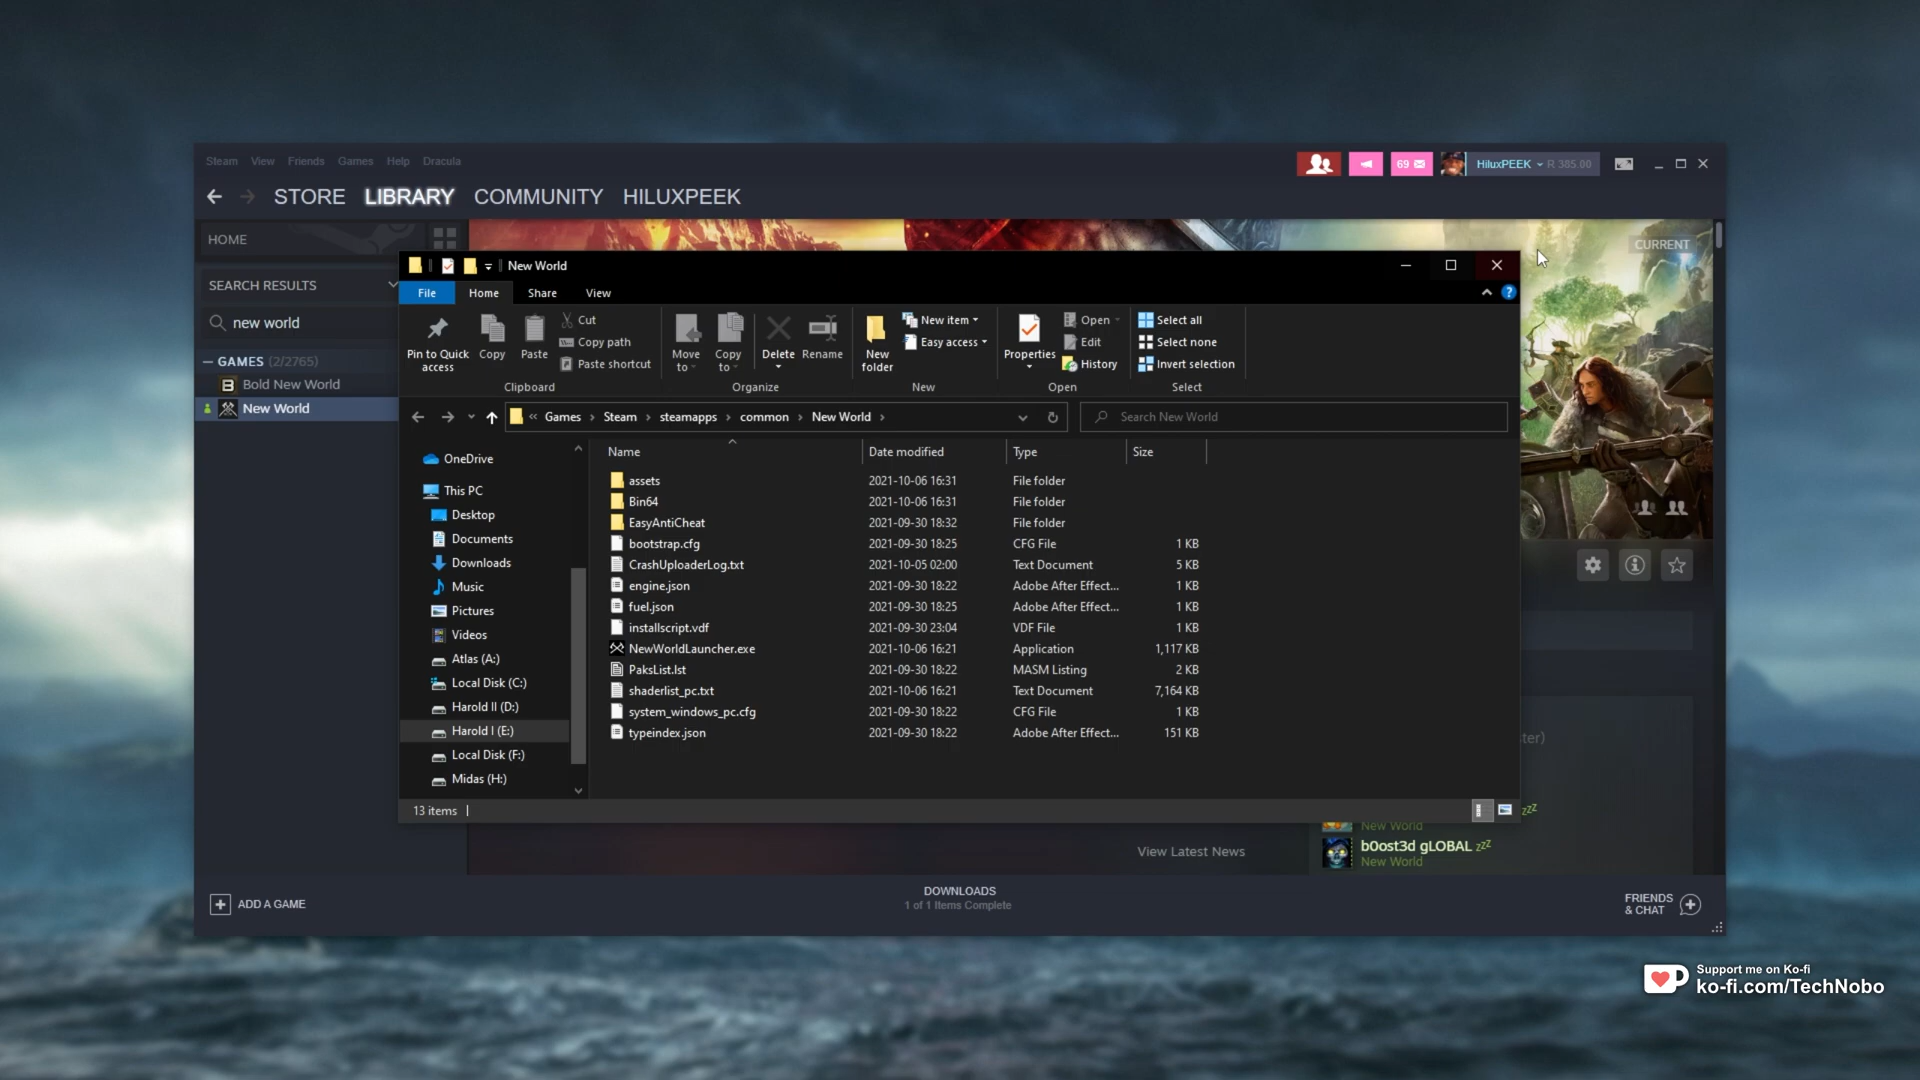 Steam View Friends Games Help Dracula
69
HiluxPEEK R 385.00
STORE LIBRARY COMMUNITY HILUXPEEK
HOME
CURRENT
SEARCH RESULTS
new world
GAMES (2/2765)
Bold New World
New World
New World
File Home Share View
Pin to Quick access
Copy
Paste
Cut
Copy path
Paste shortcut
Clipboard
Move to
Copy to
Delete
Rename
Organize
New folder
New item
Easy access
New
Properties
Open
Edit
History
Open
Select all
Select none
Invert selection
Select
« Games > Steam > steamapps > common > New World >
Search New World
OneDrive
This PC
Desktop
Documents
Downloads
Music
Pictures
Videos
Atlas (A:)
Local Disk (C:)
Harold II (D:)
Harold I (E:)
Local Disk (F:)
Midas (H:)
Name Date modified Type Size
assets 2021-10-06 16:31 File folder
Bin64 2021-10-06 16:31 File folder
EasyAntiCheat 2021-09-30 18:32 File folder
bootstrap.cfg 2021-09-30 18:25 CFG File 1 KB
CrashUploaderLog.txt 2021-10-05 02:00 Text Document 5 KB
engine.json 2021-09-30 18:22 Adobe After Effect... 1 KB
fuel.json 2021-09-30 18:25 Adobe After Effect... 1 KB
installscript.vdf 2021-09-30 23:04 VDF File 1 KB
NewWorldLauncher.exe 2021-10-06 16:21 Application 1,117 KB
PaksList.lst 2021-09-30 18:22 MASM Listing 2 KB
shaderlist_pc.txt 2021-10-06 16:21 Text Document 7,164 KB
system_windows_pc.cfg 2021-09-30 18:22 CFG File 1 KB
typeindex.json 2021-09-30 18:22 Adobe After Effect... 151 KB
13 items
ter)
zzz
New World
b0ost3d gLOBAL zzz
New World
View Latest News
ADD A GAME
DOWNLOADS
1 of 1 Items Complete
FRIENDS
& CHAT
Support me on Ko-fi
ko-fi.com/TechNobo